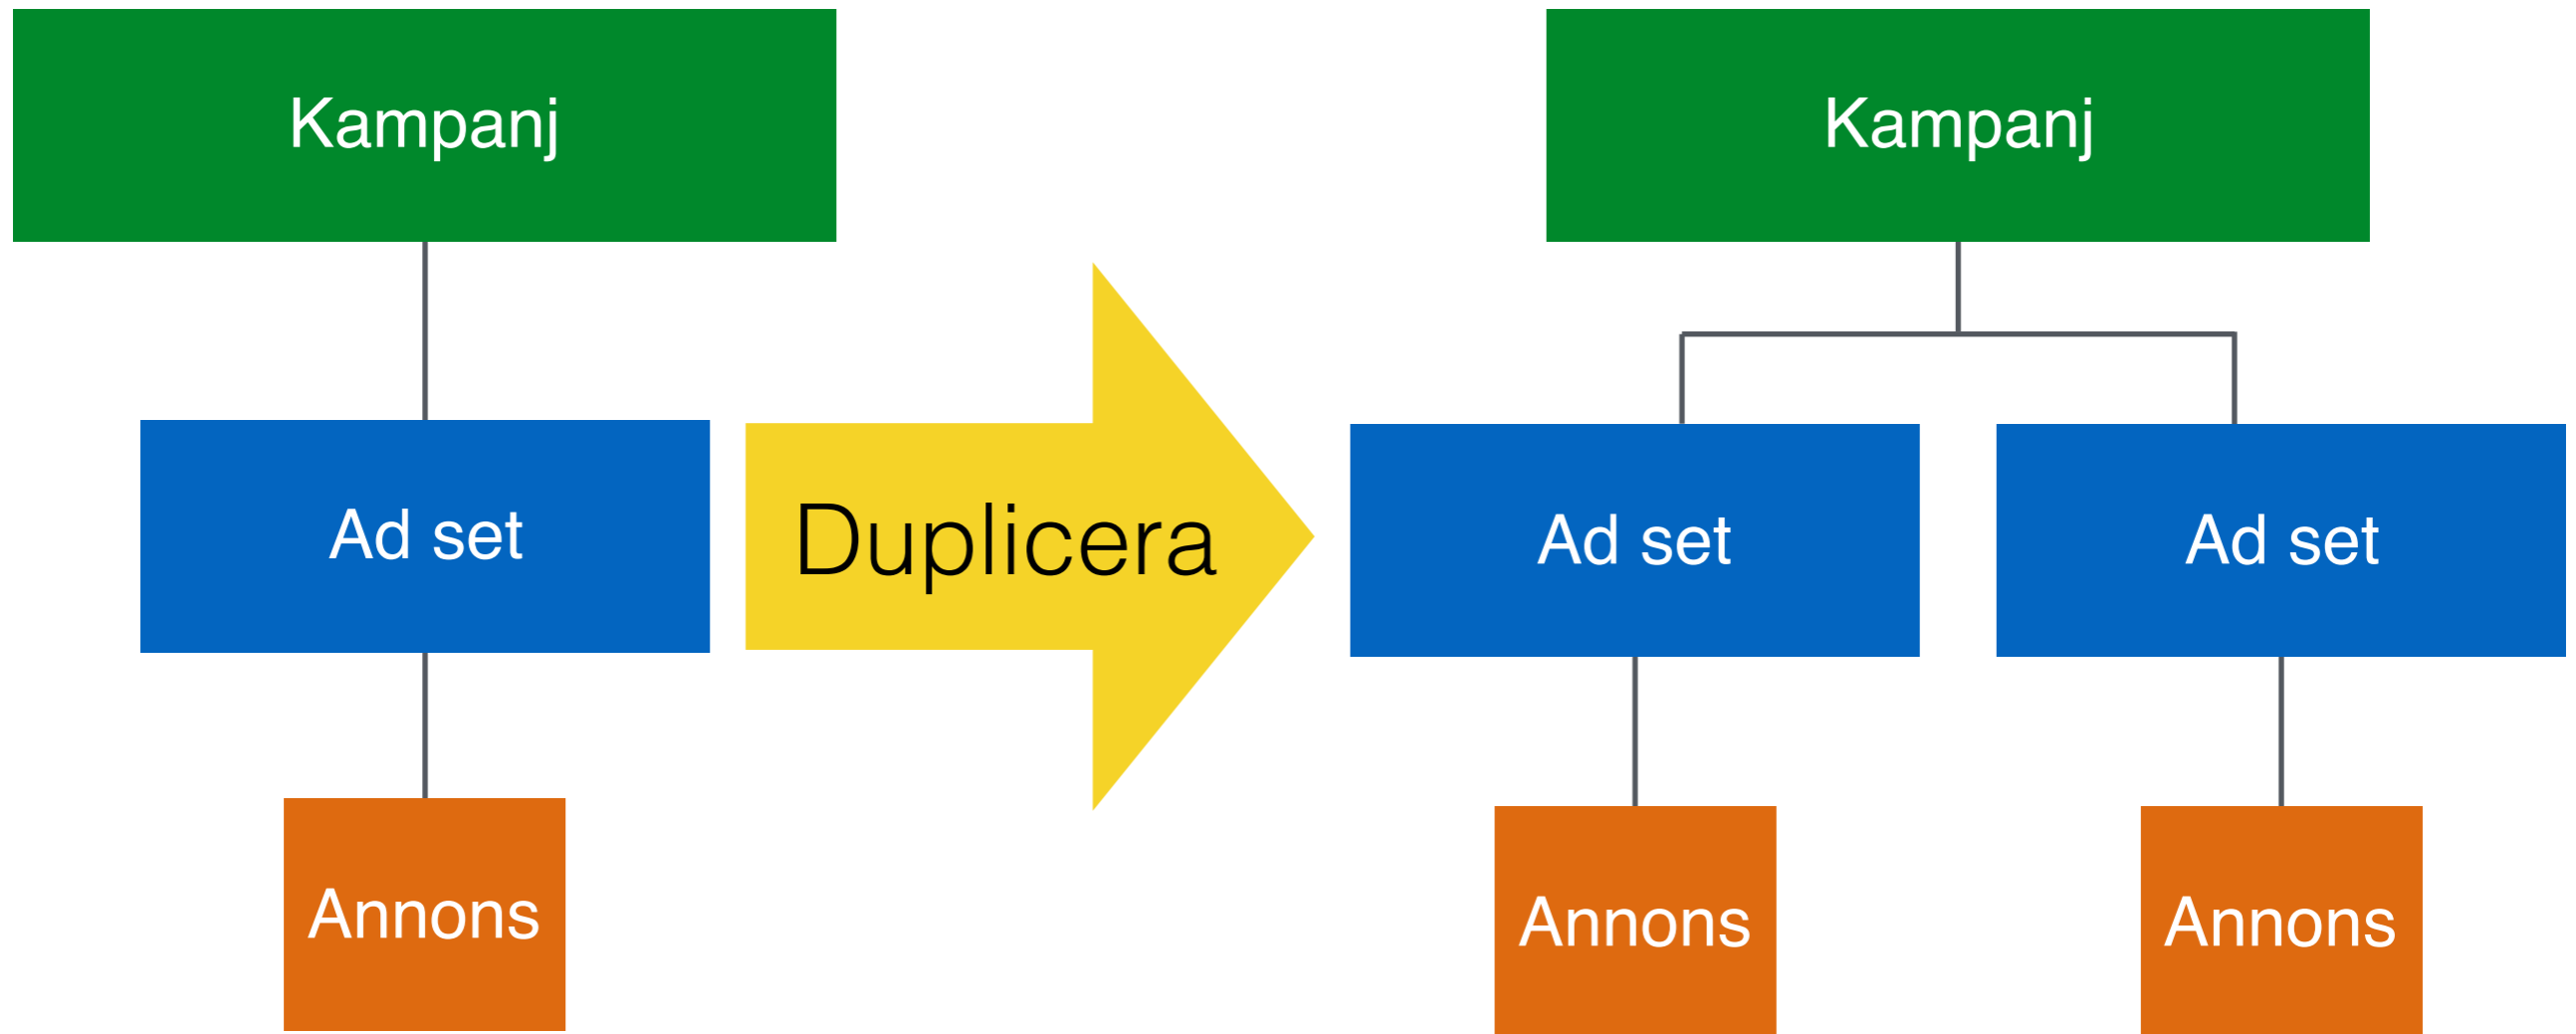 Kampanj
Ad set
Annons
Duplicera
Kampanj
Ad set
Ad set
Annons
Annons